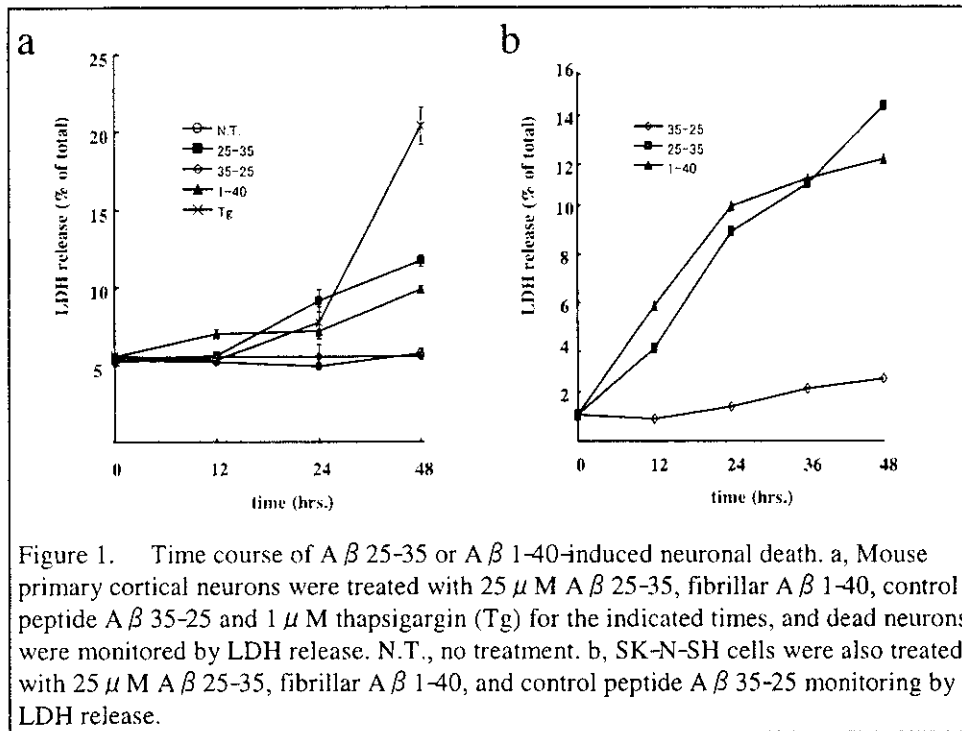 a
25
20
15
10
5
LDH release (% of total)
N.T.
25-35
35-25
1-40
Tg
0 12 24 48
time (hrs.)
b
16
14
12
10
8
6
4
2
LDH release (% of total)
35-25
25-35
1-40
0 12 24 36 48
time (hrs.)
Figure 1. Time course of A β 25-35 or A β 1-40-induced neuronal death. a, Mouse
primary cortical neurons were treated with 25 μ M A β 25-35, fibrillar A β 1-40, control
peptide A β 35-25 and 1 μ M thapsigargin (Tg) for the indicated times, and dead neurons
were monitored by LDH release. N.T., no treatment. b, SK-N-SH cells were also treated
with 25 μ M A β 25-35, fibrillar A β 1-40, and control peptide A β 35-25 monitoring by
LDH release.